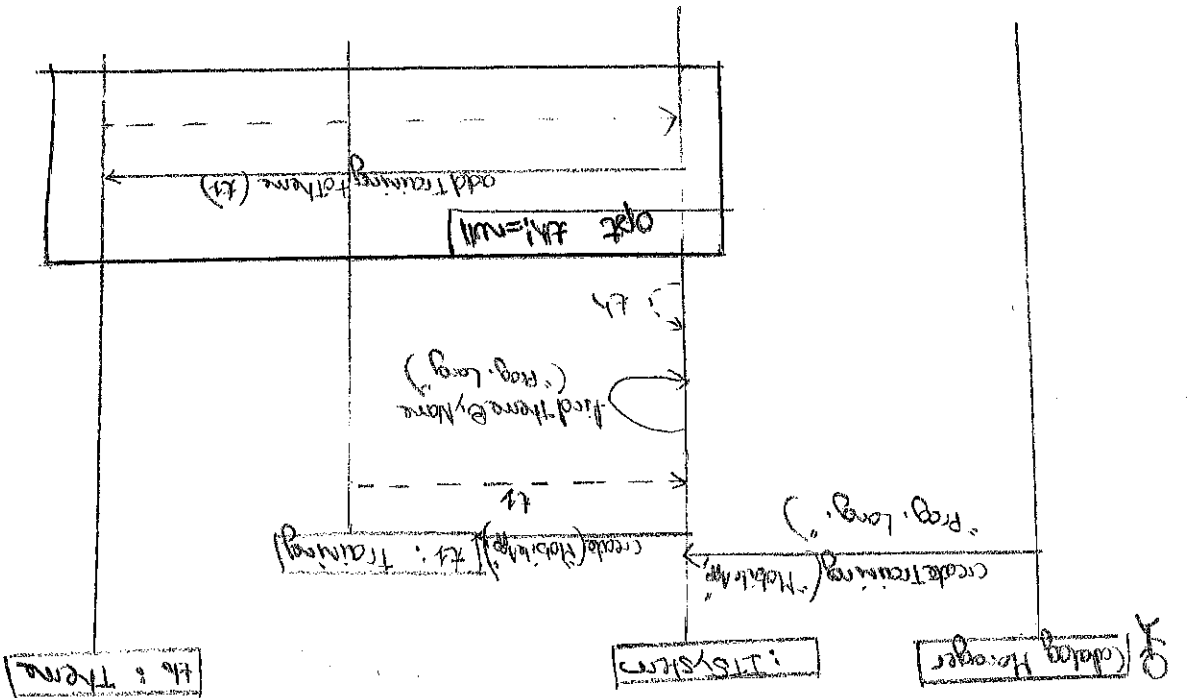 Catalog Manager
: ITSystem
th : Theme
createTraining("MobileApp",
"Prog. Lang.")
create("MobileApp")
t1 : Training
t1
findThemeByName
("Prog. Lang.")
: th
opt th!=null
addTrainingtoTheme (t1)